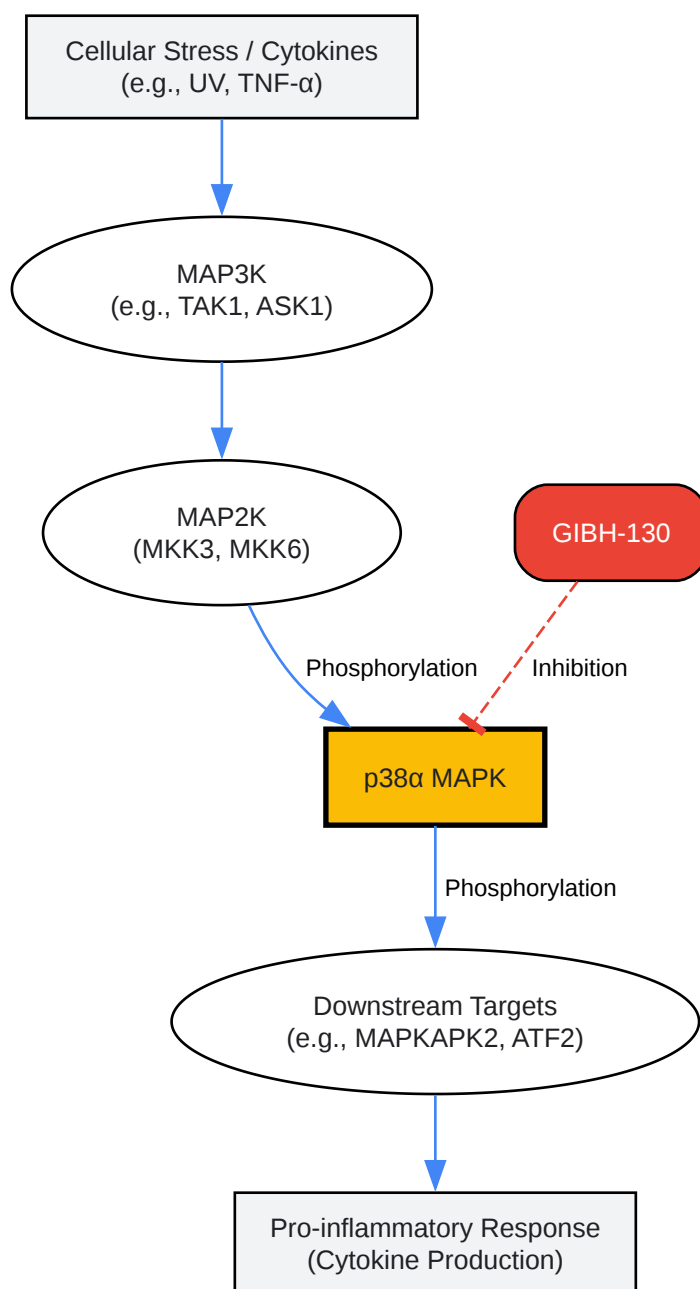 Cellular Stress / Cytokines
(e.g., UV, TNF-α)
MAP3K
(e.g., TAK1, ASK1)
MAP2K
(MKK3, MKK6)
GIBH-130
Phosphorylation
Inhibition
p38α MAPK
Phosphorylation
Downstream Targets
(e.g., MAPKAPK2, ATF2)
Pro-inflammatory Response
(Cytokine Production)